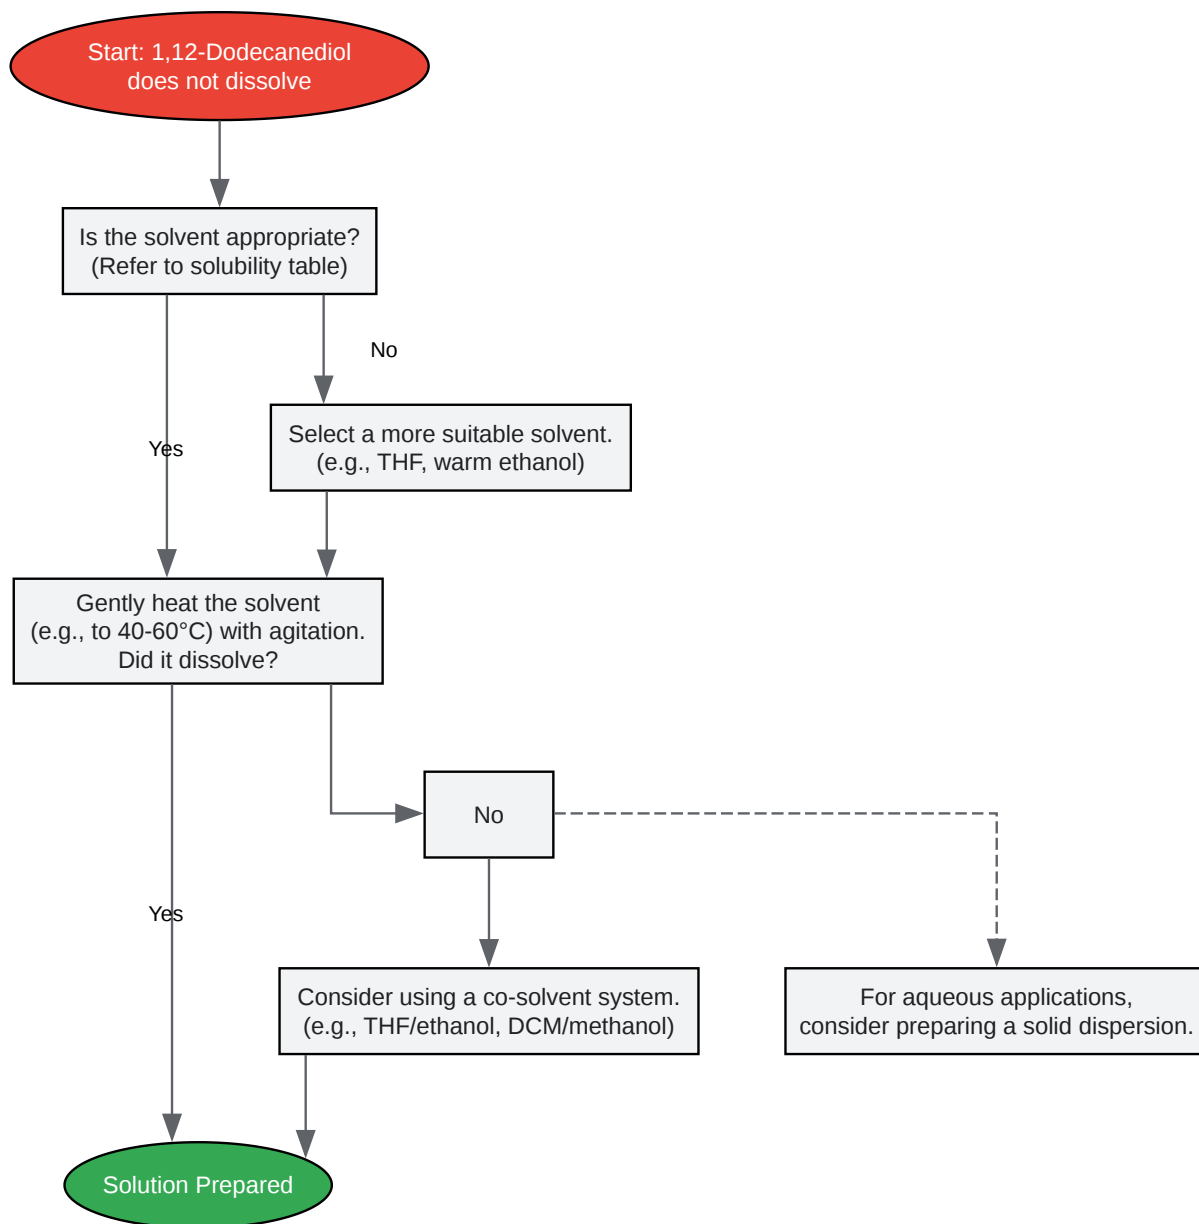 Start: 1,12-Dodecanediol
does not dissolve
Is the solvent appropriate?
(Refer to solubility table)
No
Yes
Select a more suitable solvent.
(e.g., THF, warm ethanol)
Gently heat the solvent
(e.g., to 40-60°C) with agitation.
Did it dissolve?
No
Yes
Consider using a co-solvent system.
(e.g., THF/ethanol, DCM/methanol)
For aqueous applications,
consider preparing a solid dispersion.
Solution Prepared